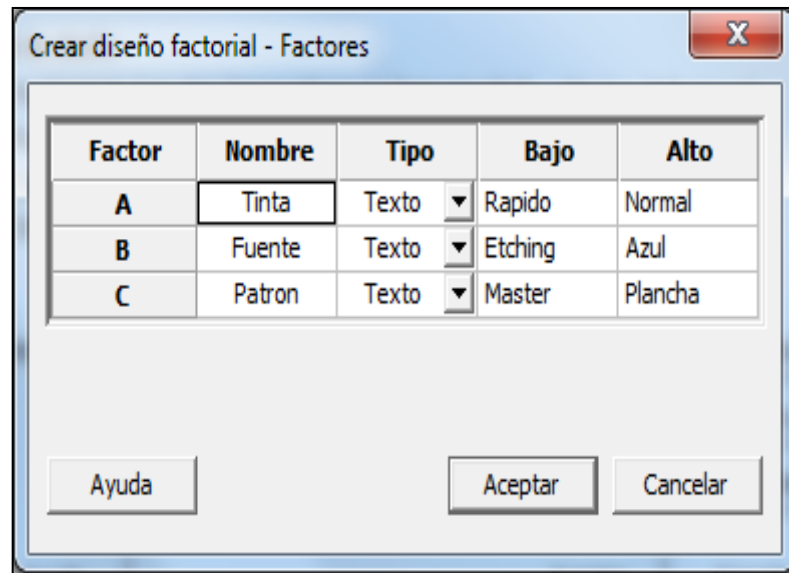 Crear diseño factorial - Factores
X
Factor Nombre Tipo Bajo Alto
A Tinta Texto Rapido Normal
B Fuente Texto Etching Azul
C Patron Texto Master Plancha
Ayuda Aceptar Cancelar